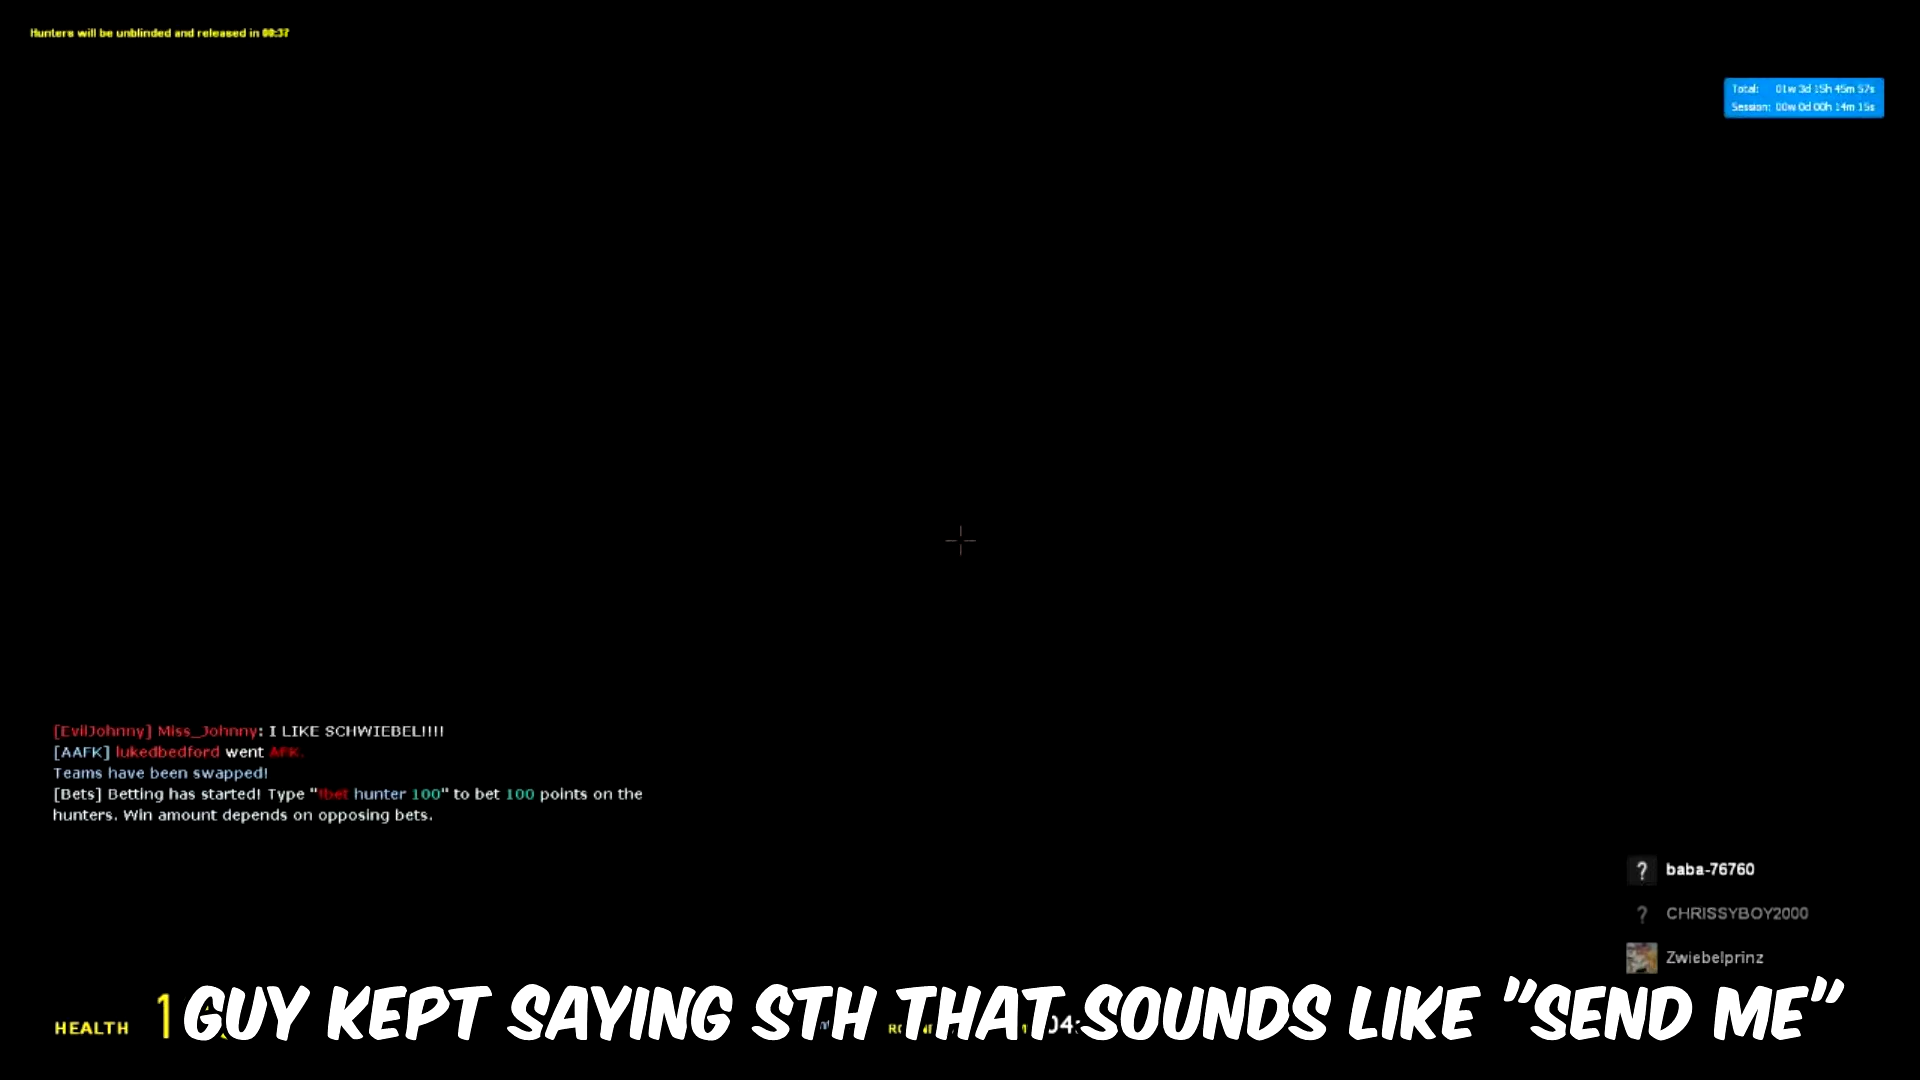 Hunters will be unblinded and released in 00:37
Total: 01w 3d 15h 45m 57s
Session: 00w 0d 00h 14m 15s
[EvilJohnny] Miss_Johnny: I LIKE SCHWIEBEL!!!!
[AAFK] lukedbedford went AFK.
Teams have been swapped!
[Bets] Betting has started! Type "!bet hunter 100" to bet 100 points on the
hunters. Win amount depends on opposing bets.
? baba-76760
? CHRISSYBOY2000
Zwiebelprinz
HEALTH 1
GUY KEPT SAYING STH THAT SOUNDS LIKE "SEND ME"